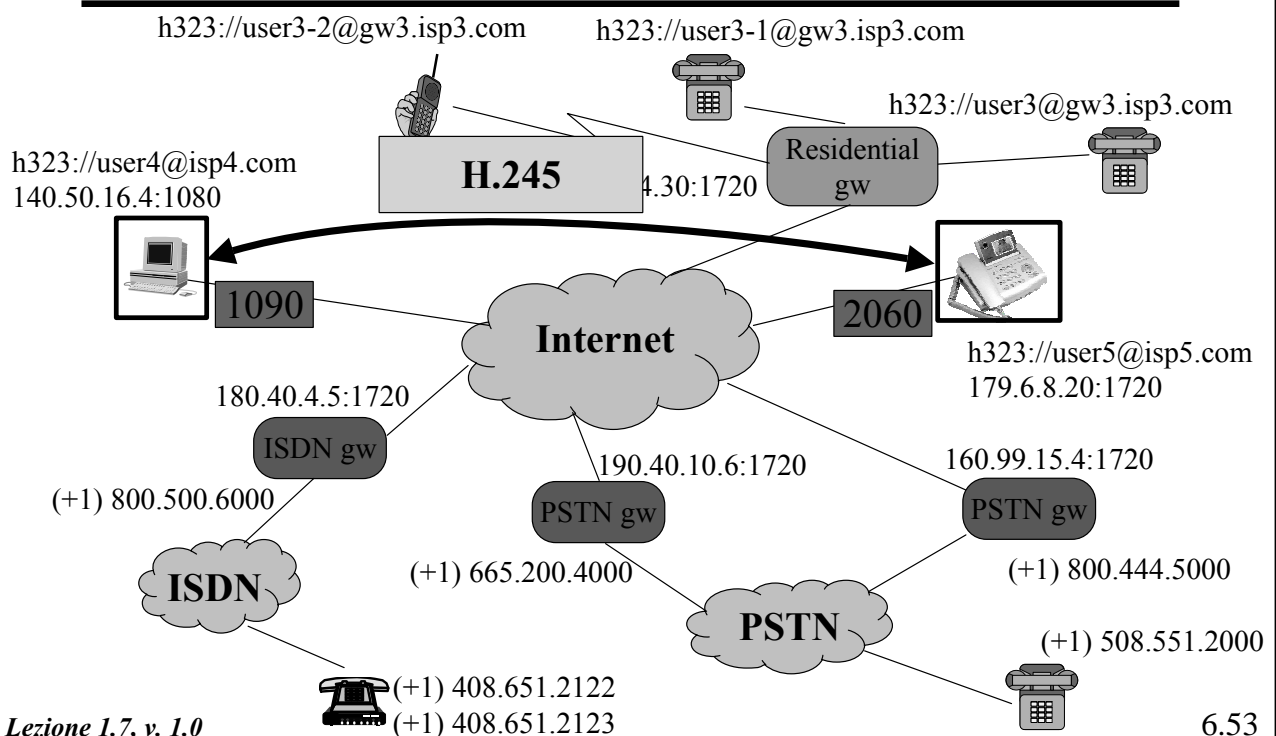 h323://user3-2@gw3.isp3.com
h323://user3-1@gw3.isp3.com
h323://user3@gw3.isp3.com
Residential
gw
h323://user4@isp4.com
140.50.16.4:1080
H.245
4.30:1720
1090
Internet
2060
h323://user5@isp5.com
179.6.8.20:1720
180.40.4.5:1720
ISDN gw
190.40.10.6:1720
160.99.15.4:1720
(+1) 800.500.6000
PSTN gw
PSTN gw
(+1) 665.200.4000
(+1) 800.444.5000
ISDN
PSTN
(+1) 508.551.2000
(+1) 408.651.2122
(+1) 408.651.2123
Lezione 1.7, v. 1.0
6.53